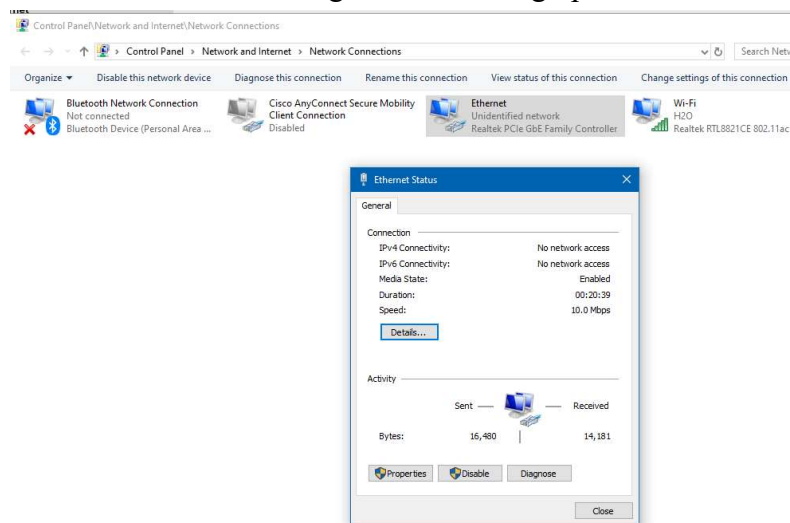 Control Panel\Network and Internet\Network Connections
Control Panel > Network and Internet > Network Connections
Search Netw
Organize Disable this network device Diagnose this connection Rename this connection View status of this connection Change settings of this connection
Bluetooth Network Connection
Not connected
Bluetooth Device (Personal Area ...
Cisco AnyConnect Secure Mobility
Client Connection
Disabled
Ethernet
Unidentified network
Realtek PCIe GbE Family Controller
Wi-Fi
H2O
Realtek RTL8821CE 802.11ac
Ethernet Status
General
Connection
IPv4 Connectivity: No network access
IPv6 Connectivity: No network access
Media State: Enabled
Duration: 00:20:39
Speed: 10.0 Mbps
Details...
Activity
Sent Received
Bytes: 16,480 14,181
Properties Disable Diagnose
Close